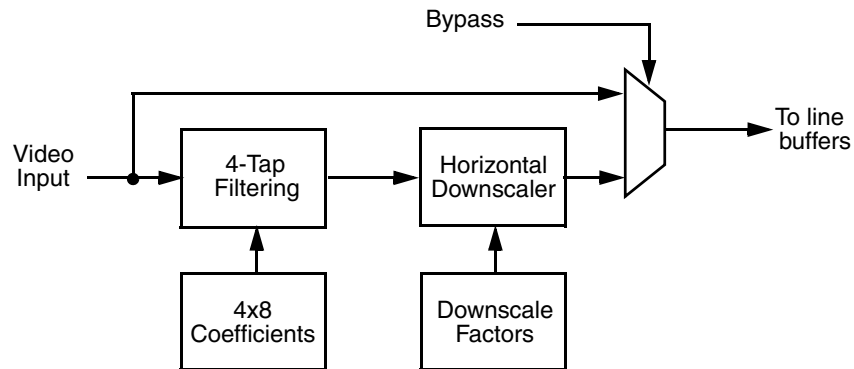 Bypass
To line
buffers
Video
Input
4-Tap
Filtering
Horizontal
Downscaler
4x8
Coefficients
Downscale
Factors